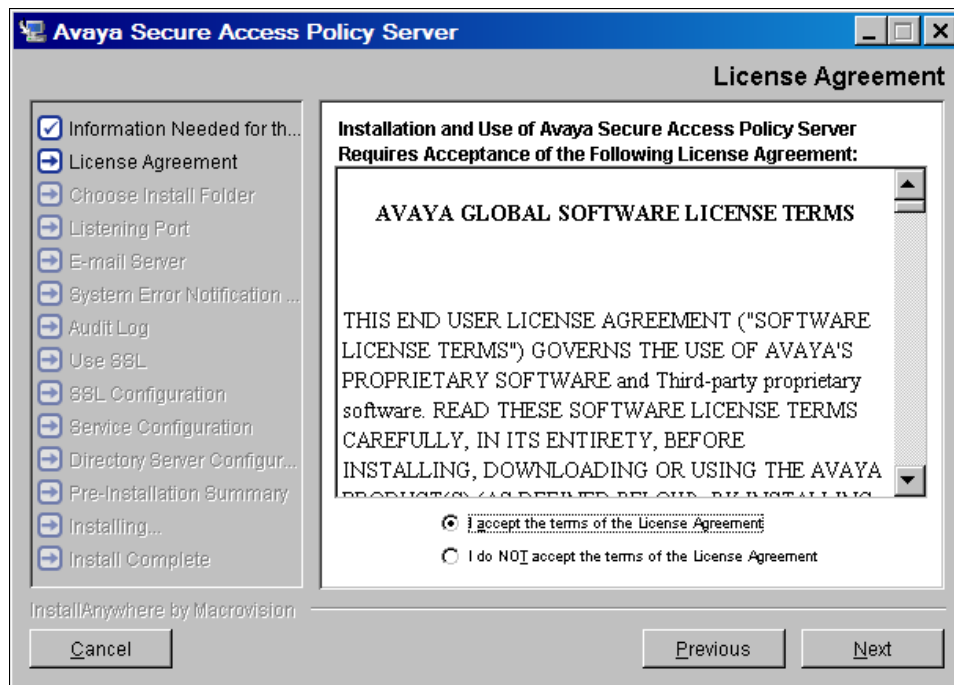 Avaya Secure Access Policy Server
License Agreement
Information Needed for th...
License Agreement
Choose Install Folder
Listening Port
E-mail Server
System Error Notification ...
Audit Log
Use SSL
SSL Configuration
Service Configuration
Directory Server Configur...
Pre-Installation Summary
Installing...
Install Complete
Installation and Use of Avaya Secure Access Policy Server
Requires Acceptance of the Following License Agreement:
AVAYA GLOBAL SOFTWARE LICENSE TERMS
THIS END USER LICENSE AGREEMENT ("SOFTWARE
LICENSE TERMS") GOVERNS THE USE OF AVAYA'S
PROPRIETARY SOFTWARE and Third-party proprietary
software. READ THESE SOFTWARE LICENSE TERMS
CAREFULLY, IN ITS ENTIRETY, BEFORE
INSTALLING, DOWNLOADING OR USING THE AVAYA
PRODUCT(S) (AS DEFINED BELOW). BY INSTALLING,
I accept the terms of the License Agreement
I do NOT accept the terms of the License Agreement
InstallAnywhere by Macrovision
Cancel
Previous
Next